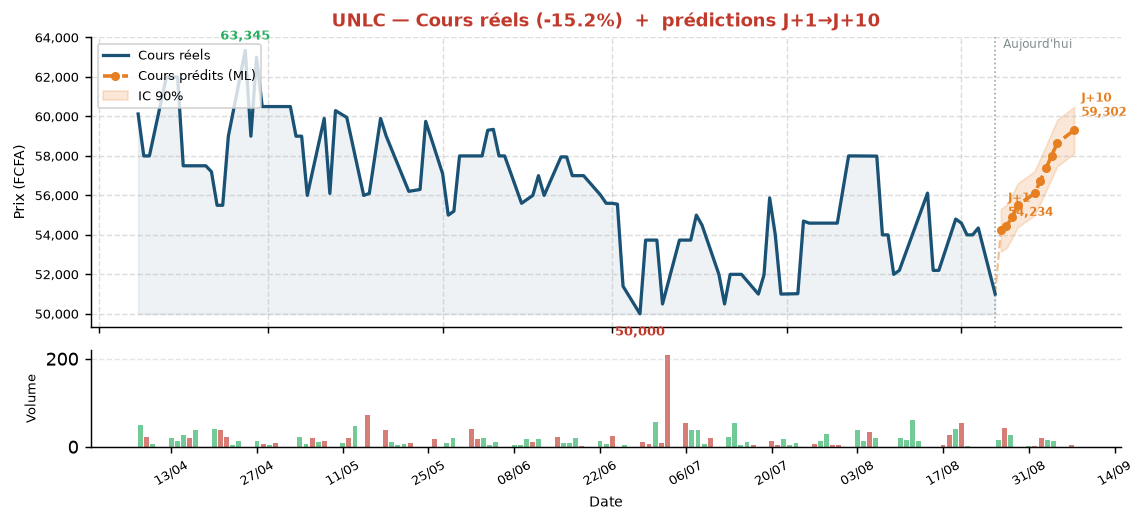 UNLC — Cours réels (-15.2%)  +  prédictions J+1→J+10
63,345
Aujourd'hui
Cours réels
Cours prédits (ML)
IC 90%
Prix (FCFA)
64,000
62,000
60,000
58,000
56,000
54,000
52,000
50,000
J+10
59,302
J+1
54,234
50,000
Volume
200
0
13/04
27/04
11/05
25/05
08/06
22/06
06/07
20/07
03/08
17/08
31/08
14/09
Date